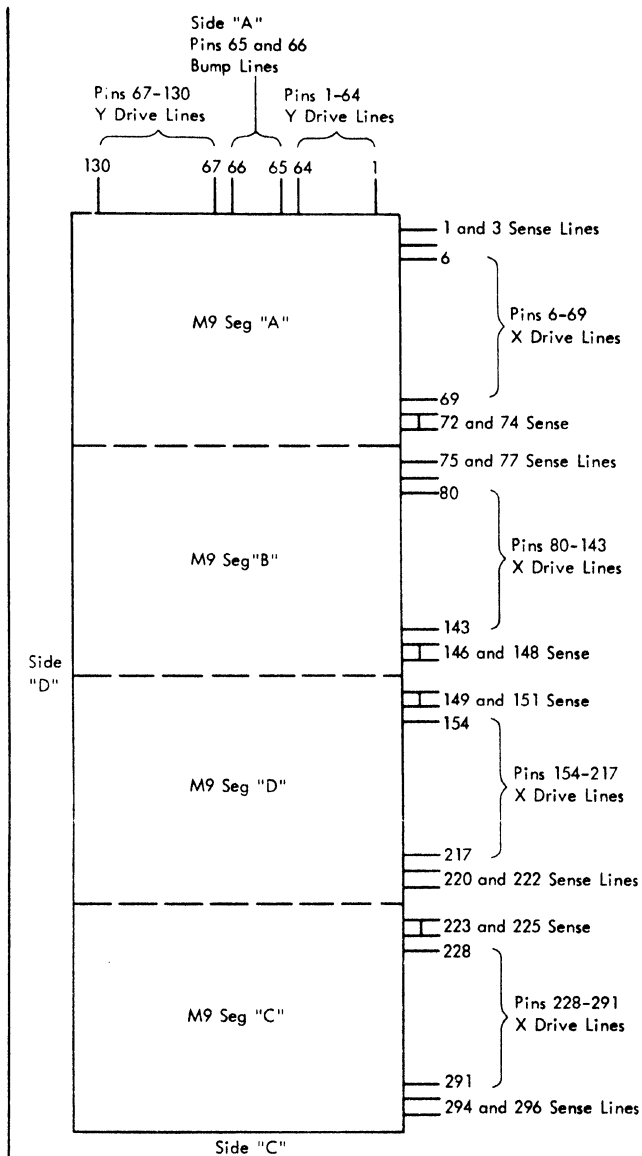 Side "A"
Pins 65 and 66
Bump Lines
Pins 67-130
Y Drive Lines
Pins 1-64
Y Drive Lines
130
67
66
65
64
1
1 and 3 Sense Lines
6
M9 Seg "A"
Pins 6-69
X Drive Lines
69
72 and 74 Sense
75 and 77 Sense Lines
80
M9 Seg"B"
Pins 80-143
X Drive Lines
143
146 and 148 Sense
Side
"D"
149 and 151 Sense
154
M9 Seg "D"
Pins 154-217
X Drive Lines
217
220 and 222 Sense Lines
223 and 225 Sense
228
M9 Seg "C"
Pins 228-291
X Drive Lines
291
294 and 296 Sense Lines
Side "C"